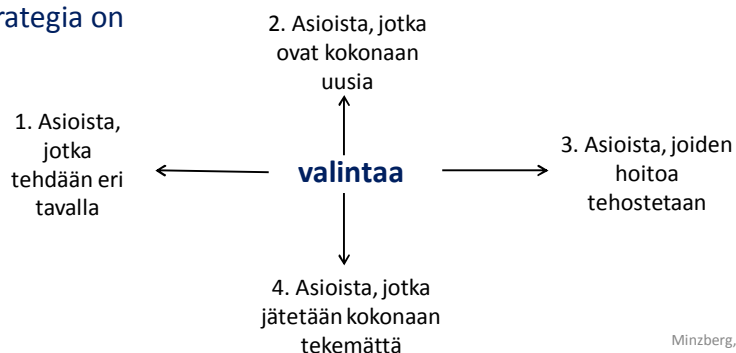 rategia on
2. Asioista, jotka
ovat kokonaan
uusia
1. Asioista,
jotka
tehdään eri
tavalla
valintaa
3. Asioista, joiden
hoitoa
tehostetaan
4. Asioista, jotka
jätetään kokonaan
tekemättä
Minzberg,